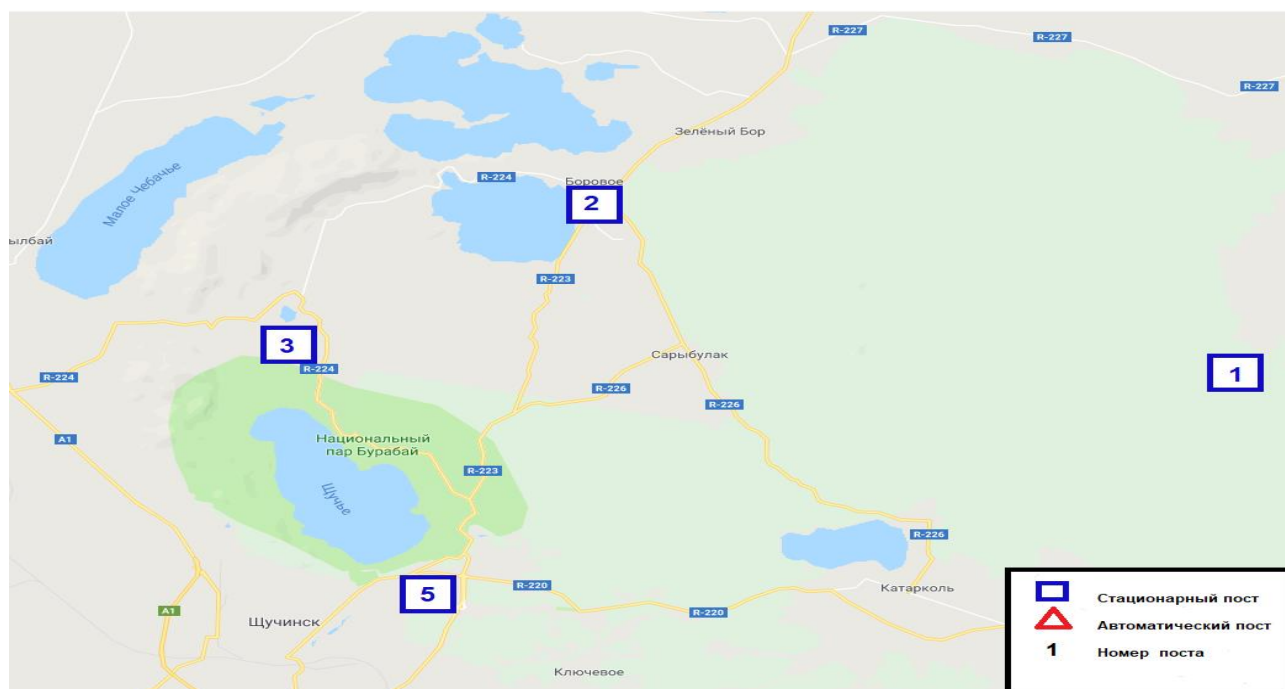 R-227
R-227
R-227
Зелёный Бор
Малое Чебачье
R-224
Боровое
2
ылбай
R-223
3
Сарыбулак
R-224
R-224
1
R-226
R-226
A1
Национальный
пар Бурабай
R-223
Щучье
R-226
5
R-220
Катарколь
A1
R-220
Щучинск
Ключевое
Стационарный пост
Автоматический пост
1 Номер поста